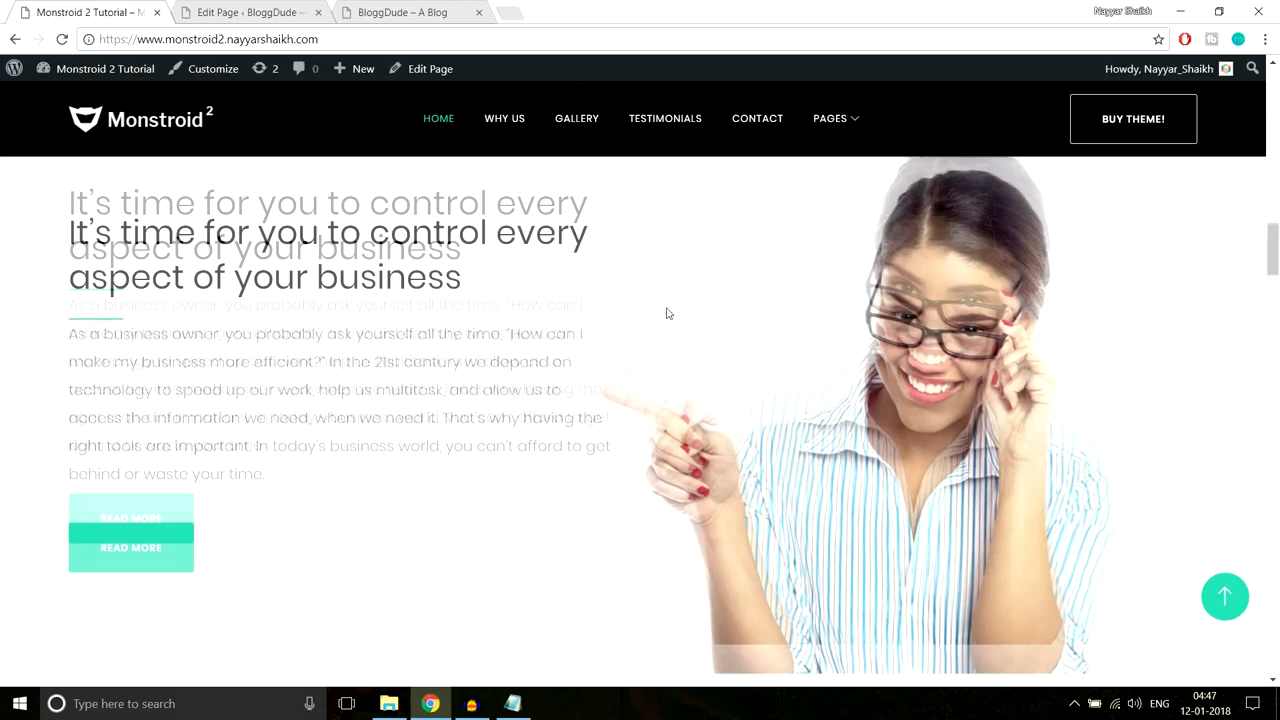 Monstroid 2 Tutorial – M
Edit Page ‹ BloggDude —
BloggDude – A Blog
Nayyar Shaikh
https://www.monstroid2.nayyarshaikh.com
Monstroid 2 Tutorial
Customize
2
0
New
Edit Page
Howdy, Nayyar_Shaikh
Monstroid 2
HOME
WHY US
GALLERY
TESTIMONIALS
CONTACT
PAGES
BUY THEME!
It's time for you to control every
aspect of your business
It's time for you to control every
aspect of your business
As a business owner, you probably ask yourself all the time, "How can I
As a business owner, you probably ask yourself all the time, "How can I
make my business more efficient?" In the 21st century we depend on
technology to speed up our work, help us multitask, and allow us to
access the information we need, when we need it. That's why having the
right tools are important. In today's business world, you can't afford to get
behind or waste your time.
READ MORE
READ MORE
Type here to search
ENG
04:47
12-01-2018